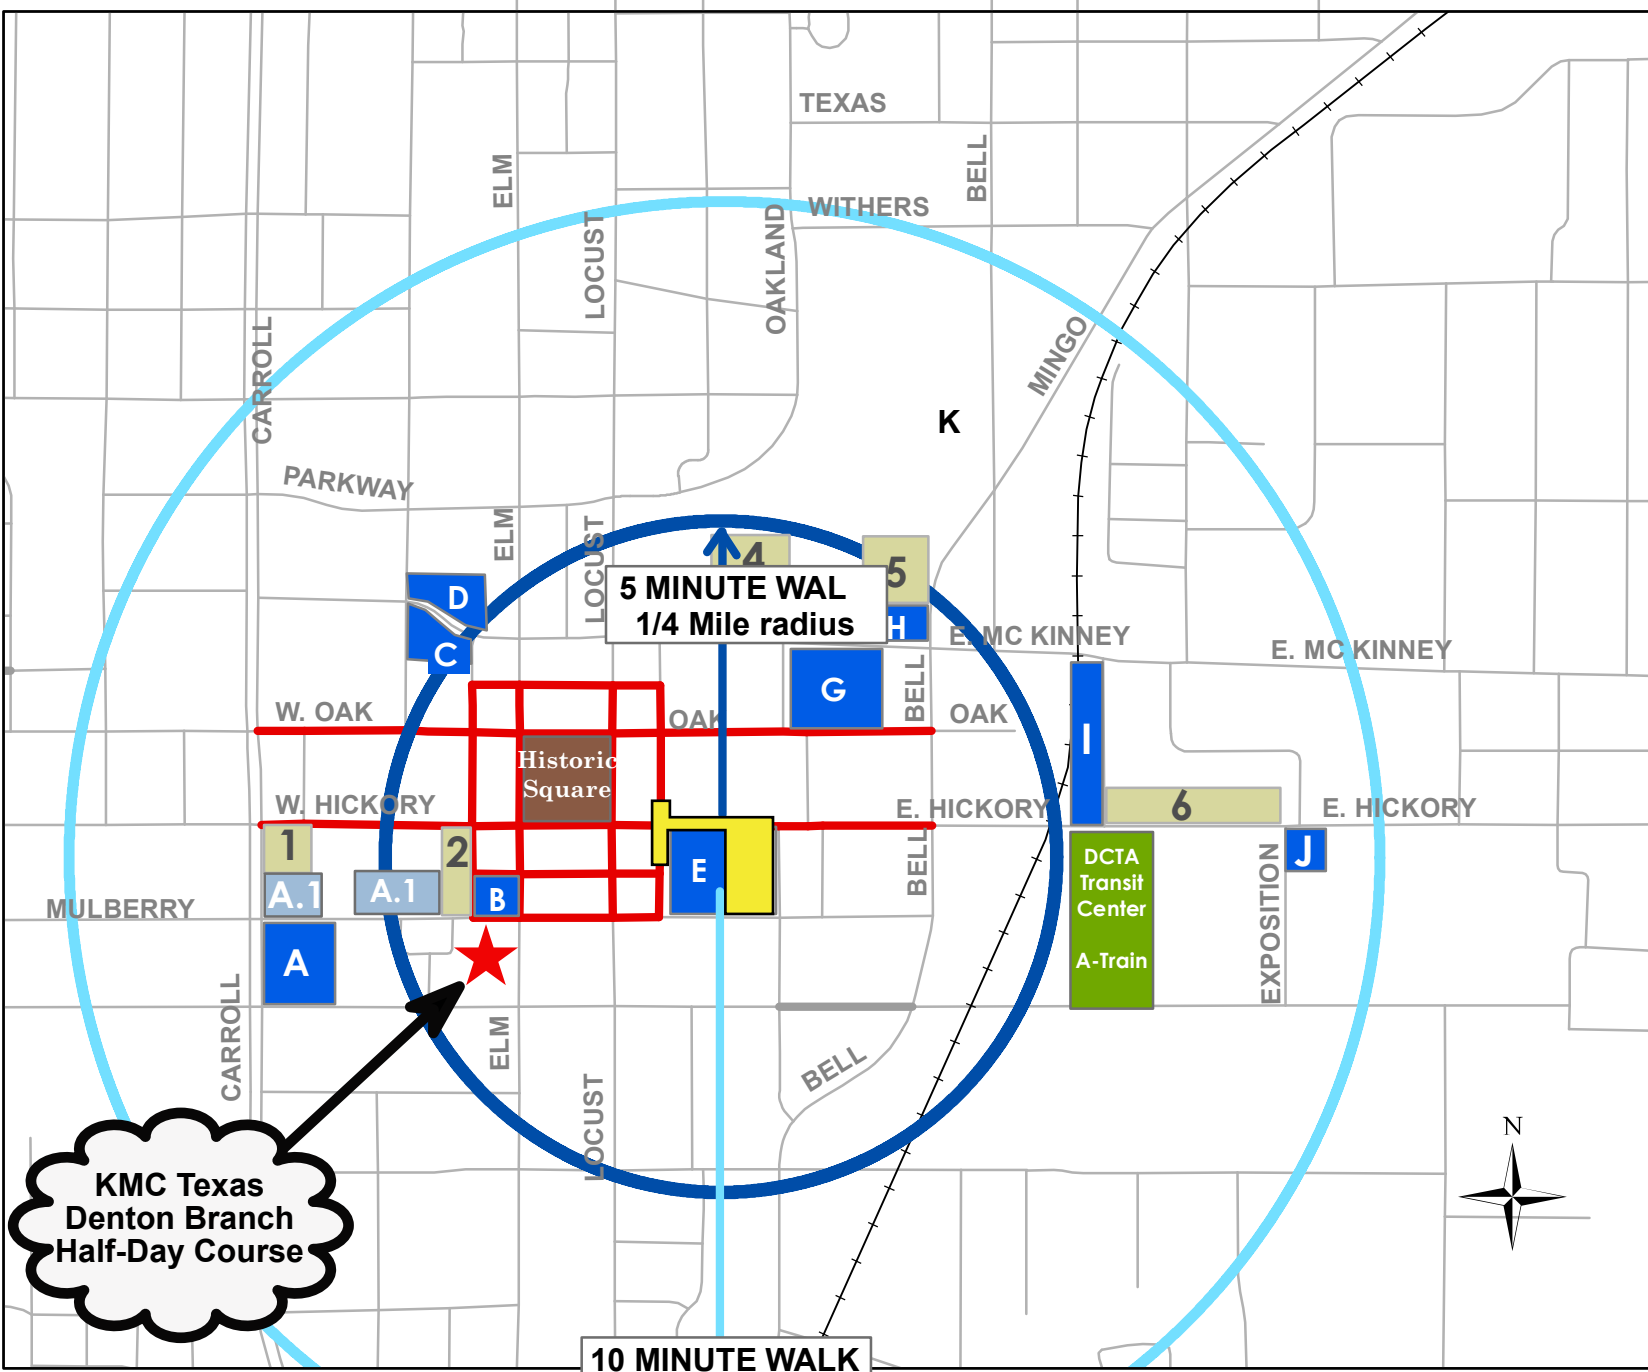 TEXAS
ELM
BELL
WITHERS
LOCUST
OAKLAND
MINGO
CARROLL
K
PARKWAY
ELM
LOCUST
4
5
5 MINUTE WAL
1/4 Mile radius
D
H
E. MC KINNEY
E. MC KINNEY
C
G
BELL
W. OAK
OAK
OAK
I
Historic
Square
W. HICKORY
E. HICKORY
6
E. HICKORY
1
2
BELL
DCTA
Transit
Center
A-Train
J
E
A.1
A.1
B
MULBERRY
EXPOSITION
A
CARROLL
ELM
BELL
LOCUST
N
KMC Texas
Denton Branch
Half-Day Course
10 MINUTE WALK